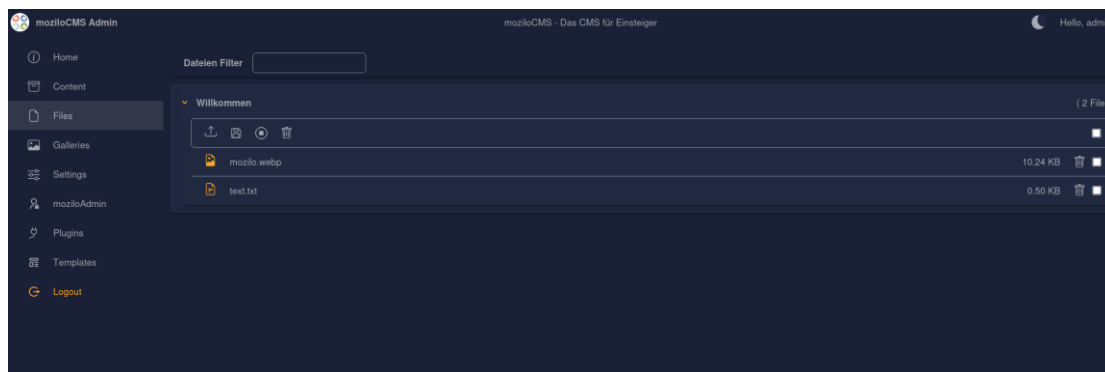 moziloCMS Admin
moziloCMS - Das CMS für Einsteiger
Hello, adm
Home
Content
Files
Galleries
Settings
moziloAdmin
Plugins
Templates
Logout
Dateien Filter
Willkommen
( 2 File
mozilo.webp
10.24 KB
text.txt
0.50 KB